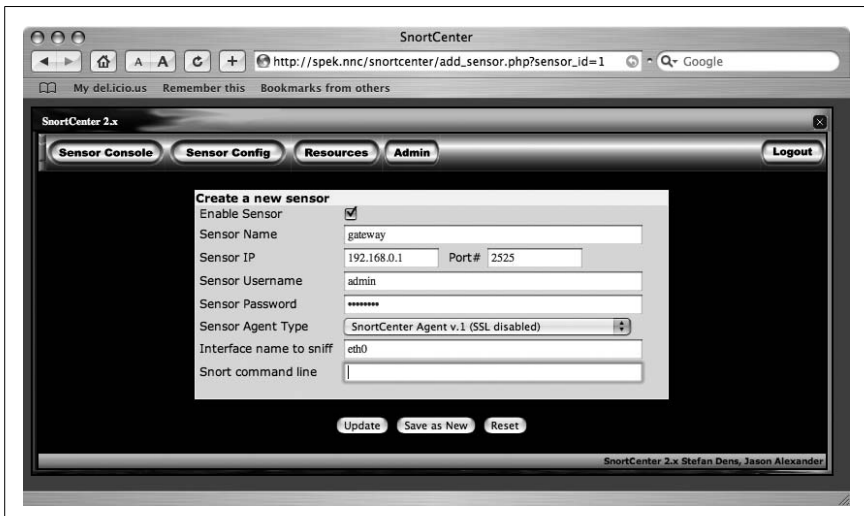 SnortCenter
A A + http://spek.nnc/snortcenter/add_sensor.php?sensor_id=1 Q Google
My del.icio.us Remember this Bookmarks from others
SnortCenter 2.x
Sensor Console Sensor Config Resources Admin Logout
Create a new sensor
Enable Sensor
Sensor Name gateway
Sensor IP 192.168.0.1 Port# 2525
Sensor Username admin
Sensor Password ••••••••
Sensor Agent Type SnortCenter Agent v.1 (SSL disabled)
Interface name to sniff eth0
Snort command line
Update Save as New Reset
SnortCenter 2.x Stefan Dens, Jason Alexander